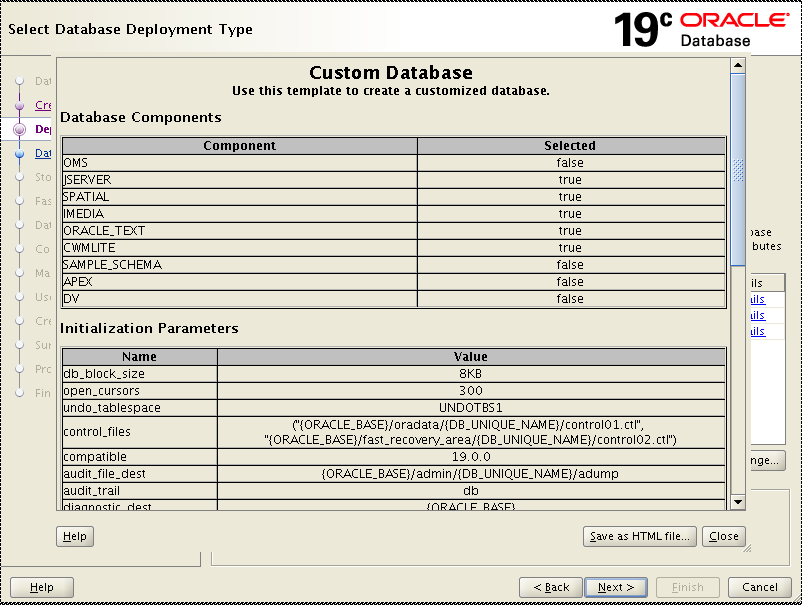 Select Database Deployment Type
19c ORACLE
Database
Custom Database
Use this template to create a customized database.
Database Components
Component Selected
OMS false
JSERVER true
SPATIAL true
IMEDIA true
ORACLE_TEXT true
CWMLITE true
SAMPLE_SCHEMA false
APEX false
DV false
Initialization Parameters
Name Value
db_block_size 8KB
open_cursors 300
undo_tablespace UNDOTBS1
control_files ("{ORACLE_BASE}/oradata/{DB_UNIQUE_NAME}/control01.ctl",
"{ORACLE_BASE}/fast_recovery_area/{DB_UNIQUE_NAME}/control02.ctl")
compatible 19.0.0
audit_file_dest {ORACLE_BASE}/admin/{DB_UNIQUE_NAME}/adump
audit_trail db
diagnostic_dest {ORACLE_BASE}
Help Save as HTML file... Close
Dat
Cre
Dep
Dat
Sto
Fas
Dat
Co
Ma
Use
Cre
Sur
Pro
Fin
base
butes
ils
ails
ails
ails
nge...
Help < Back Next > Finish Cancel